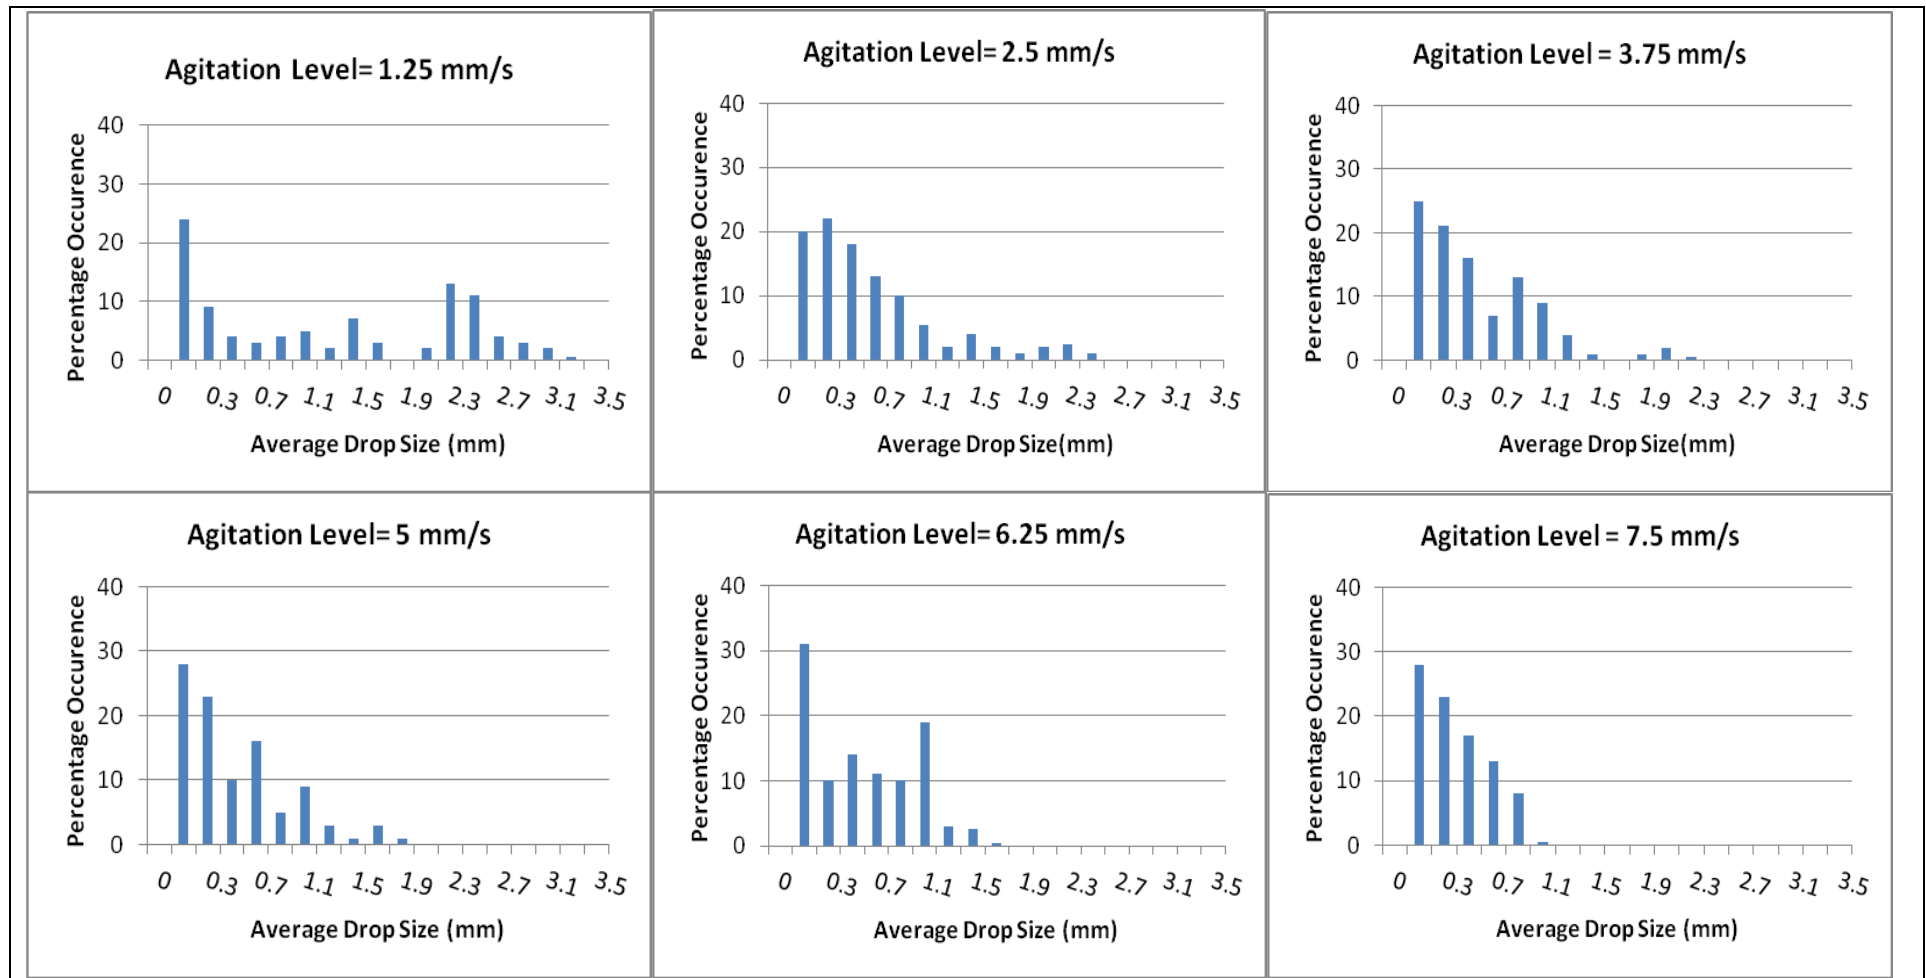 Agitation Level= 1.25 mm/s
Percentage Occurence
40
30
20
10
0
0 0.3 0.7 1.1 1.5 1.9 2.3 2.7 3.1 3.5
Average Drop Size (mm)
Agitation Level= 2.5 mm/s
Percentage Occurence
40
30
20
10
0
0 0.3 0.7 1.1 1.5 1.9 2.3 2.7 3.1 3.5
Average Drop Size(mm)
Agitation Level = 3.75 mm/s
Percentage Occurence
40
30
20
10
0
0 0.3 0.7 1.1 1.5 1.9 2.3 2.7 3.1 3.5
Average Drop Size(mm)
Agitation Level= 5 mm/s
Percentage Occurence
40
30
20
10
0
0 0.3 0.7 1.1 1.5 1.9 2.3 2.7 3.1 3.5
Average Drop Size (mm)
Agitation Level= 6.25 mm/s
Percentage Occurence
40
30
20
10
0
0 0.3 0.7 1.1 1.5 1.9 2.3 2.7 3.1 3.5
Average Drop Size (mm)
Agitation Level = 7.5 mm/s
Percentage Occurence
40
30
20
10
0
0 0.3 0.7 1.1 1.5 1.9 2.3 2.7 3.1 3.5
Average Drop Size (mm)